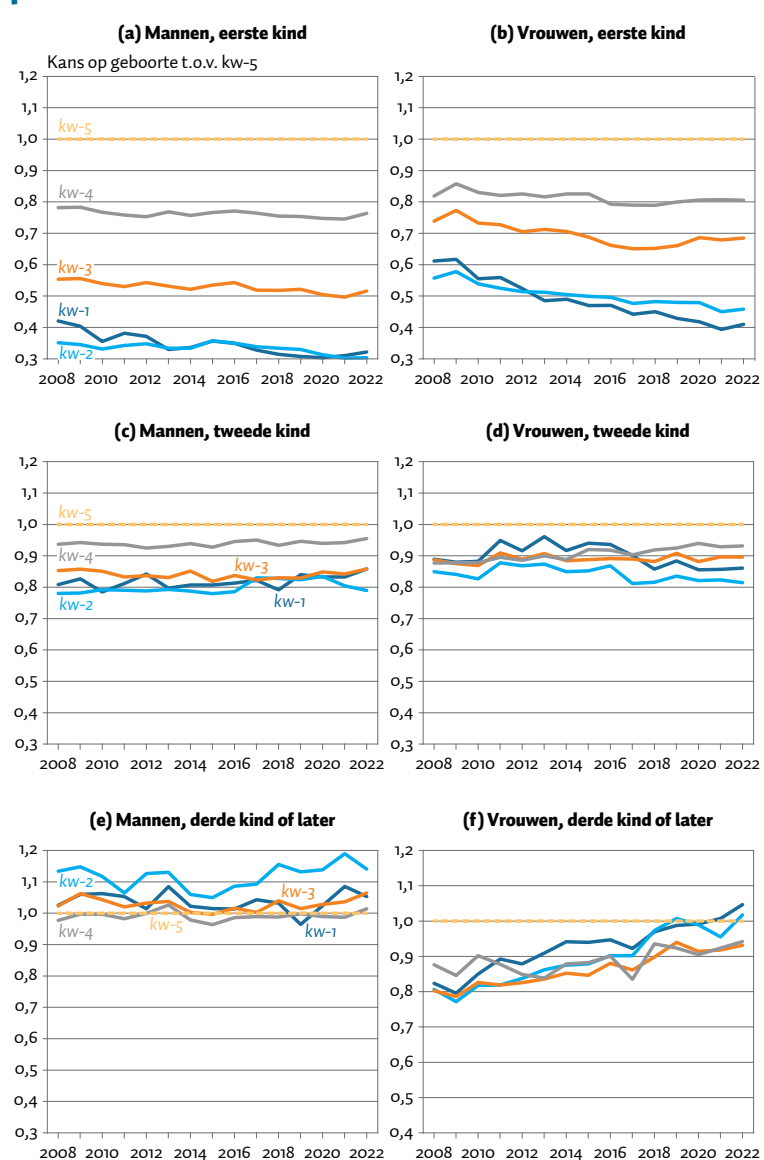 (a) Mannen, eerste kind
Kans op geboorte t.o.v. kw-5
1,2
1,1
1,0
0,9
0,8
0,7
0,6
0,5
0,4
0,3
kw-5
kw-4
kw-3
kw-1
kw-2
2008 2010 2012 2014 2016 2018 2020 2022
(b) Vrouwen, eerste kind
1,2
1,1
1,0
0,9
0,8
0,7
0,6
0,5
0,4
0,3
2008 2010 2012 2014 2016 2018 2020 2022
(c) Mannen, tweede kind
1,2
1,1
1,0
0,9
0,8
0,7
0,6
0,5
0,4
0,3
kw-5
kw-4
kw-3
kw-2
kw-1
2008 2010 2012 2014 2016 2018 2020 2022
(d) Vrouwen, tweede kind
1,2
1,1
1,0
0,9
0,8
0,7
0,6
0,5
0,4
0,3
2008 2010 2012 2014 2016 2018 2020 2022
(e) Mannen, derde kind of later
1,2
1,1
1,0
0,9
0,8
0,7
0,6
0,5
0,4
0,3
kw-2
kw-3
kw-4
kw-5
kw-1
2008 2010 2012 2014 2016 2018 2020 2022
(f) Vrouwen, derde kind of later
1,2
1,1
1,0
0,9
0,8
0,7
0,6
0,5
0,4
2008 2010 2012 2014 2016 2018 2020 2022